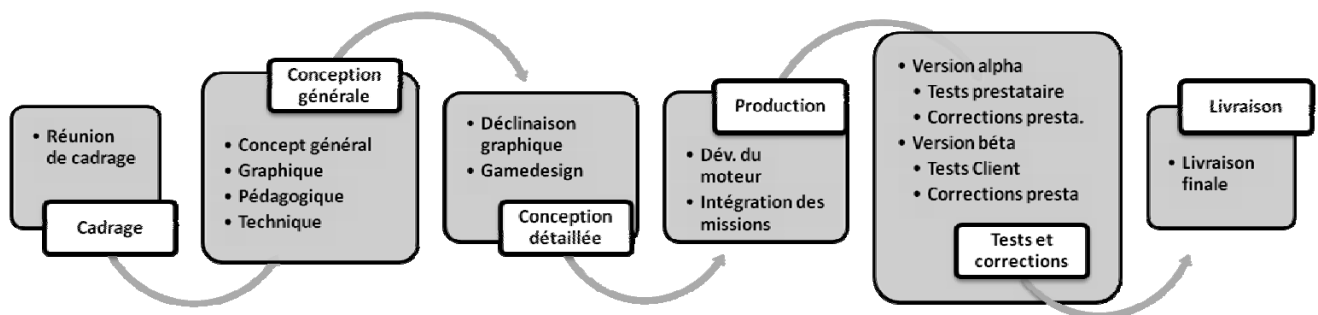 • Réunion
de cadrage
Cadrage
Conception
générale
• Concept général
• Graphique
• Pédagogique
• Technique
• Déclinaison
graphique
• Gamedesign
Conception
détaillée
Production
• Dév. du
moteur
• Intégration des
missions
• Version alpha
• Tests prestataire
• Corrections presta.
• Version béta
• Tests Client
• Corrections presta
Tests et
corrections
Livraison
• Livraison
finale